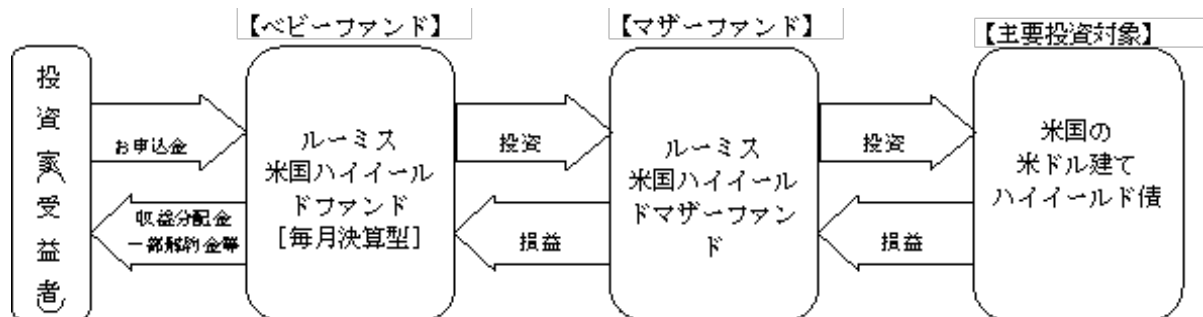 【ベビーファンド】
【マザーファンド】
【主要投資対象】
投資家(受益者)
お申込金
収益分配金
一部解約金等
ルーミス
米国ハイイール
ドファンド
[毎月決算型]
投資
損益
ルーミス
米国ハイイール
ドマザーファン
ド
投資
損益
米国の
米ドル建て
ハイイールド債